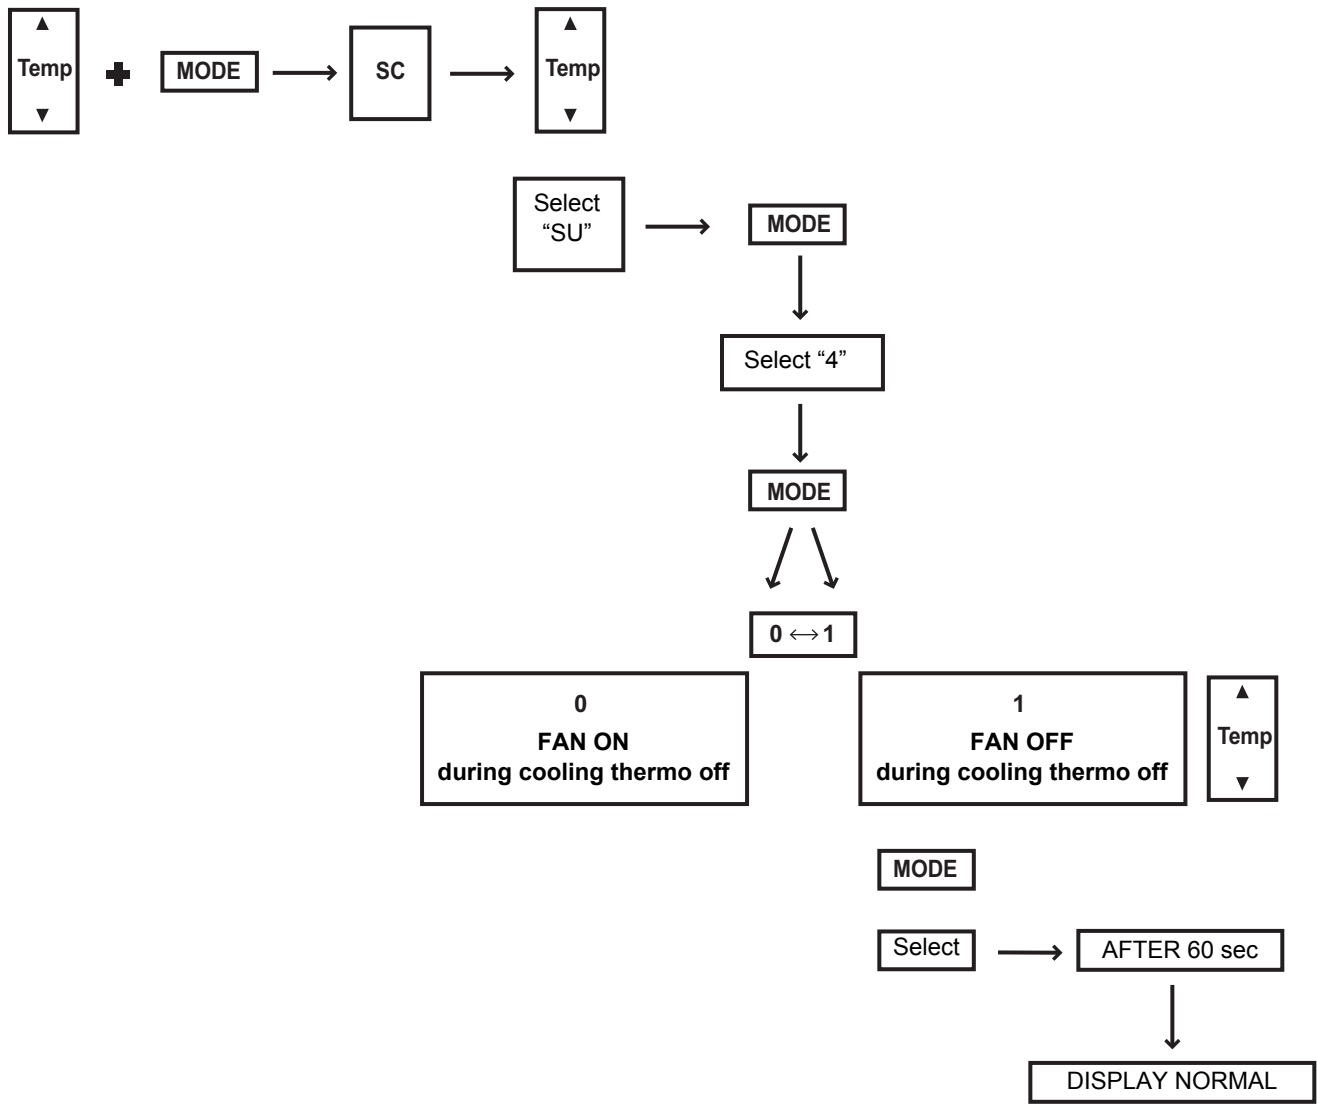 ▲
Temp
▼
+
MODE
SC
▲
Temp
▼
Select
“SU”
MODE
Select “4”
MODE
0 ↔ 1
0
FAN ON
during cooling thermo off
1
FAN OFF
during cooling thermo off
▲
Temp
▼
MODE
Select
AFTER 60 sec
DISPLAY NORMAL